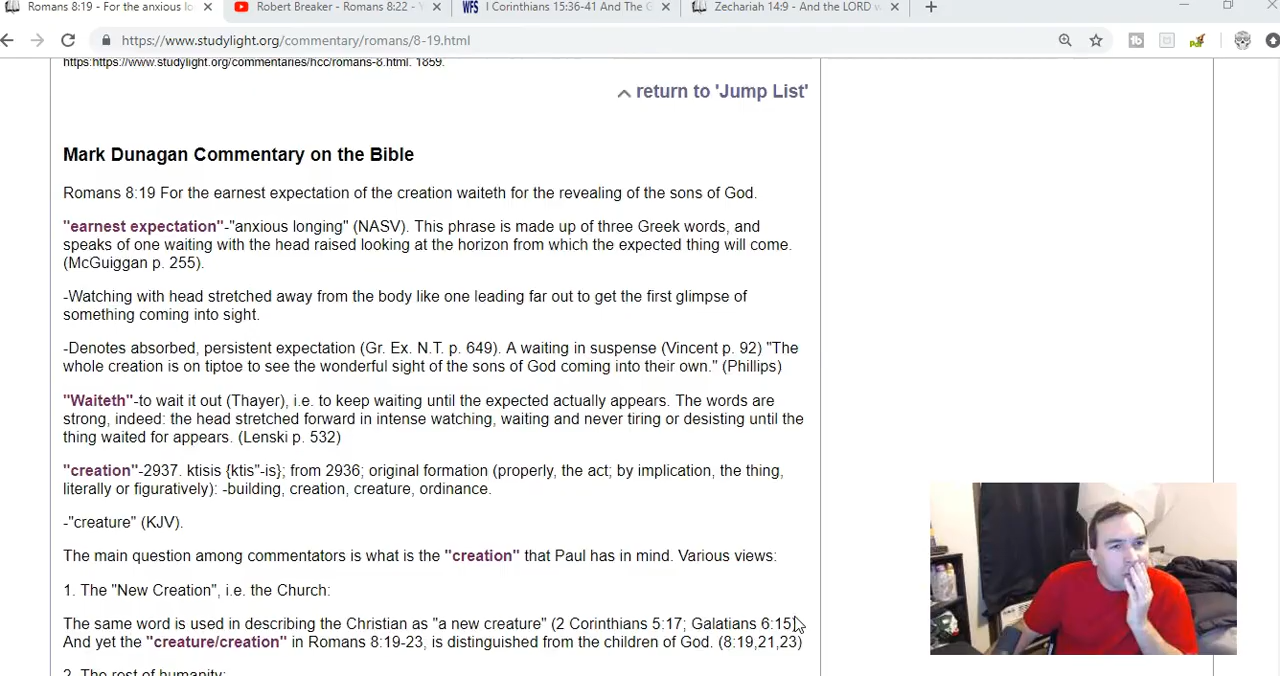 Romans 8:19 - For the anxious lo
Robert Breaker - Romans 8:22 - Y
WFS
I Corinthians 15:36-41 And The G
Zechariah 14:9 - And the LORD w
https://www.studylight.org/commentary/romans/8-19.html
https:https://www.studylight.org/commentaries/hcc/romans-8.html. 1859.
return to 'Jump List'
Mark Dunagan Commentary on the Bible
Romans 8:19 For the earnest expectation of the creation waiteth for the revealing of the sons of God.
"earnest expectation"-"anxious longing" (NASV). This phrase is made up of three Greek words, and
speaks of one waiting with the head raised looking at the horizon from which the expected thing will come.
(McGuiggan p. 255).
-Watching with head stretched away from the body like one leading far out to get the first glimpse of
something coming into sight.
-Denotes absorbed, persistent expectation (Gr. Ex. N.T. p. 649). A waiting in suspense (Vincent p. 92) "The
whole creation is on tiptoe to see the wonderful sight of the sons of God coming into their own." (Phillips)
"Waiteth"-to wait it out (Thayer), i.e. to keep waiting until the expected actually appears. The words are
strong, indeed: the head stretched forward in intense watching, waiting and never tiring or desisting until the
thing waited for appears. (Lenski p. 532)
"creation"-2937. ktisis {ktis"-is}; from 2936; original formation (properly, the act; by implication, the thing,
literally or figuratively): -building, creation, creature, ordinance.
-"creature" (KJV).
The main question among commentators is what is the "creation" that Paul has in mind. Various views:
1. The "New Creation", i.e. the Church:
The same word is used in describing the Christian as "a new creature" (2 Corinthians 5:17; Galatians 6:15)
And yet the "creature/creation" in Romans 8:19-23, is distinguished from the children of God. (8:19,21,23)
2. The rest of humanity: